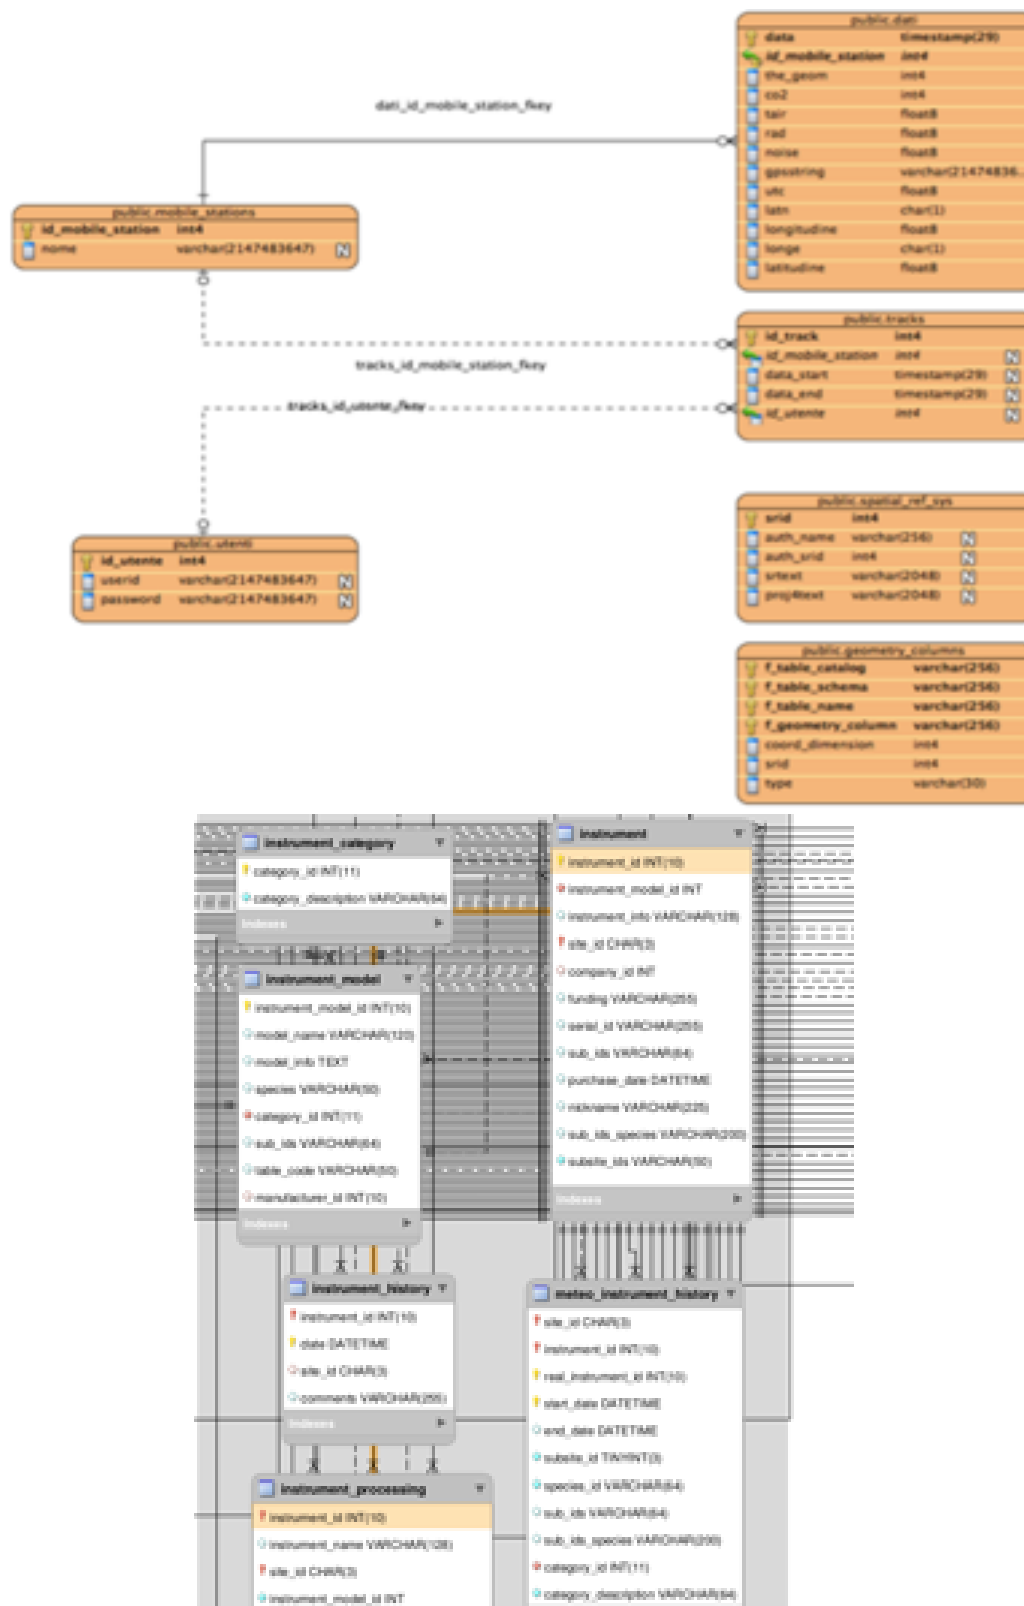 public.dati
data timestamp(29)
id_mobile_station int4
the_geom int4
co2 int4
tair float8
rad float8
noise float8
gpsstring varchar(21474836...
utc float8
latn char(1)
longitudine float8
longe char(1)
latitudine float8
dati_id_mobile_station_fkey
public.mobile_stations
id_mobile_station int4
nome varchar(2147483647) N
public.tracks
id_track int4
id_mobile_station int4 N
data_start timestamp(29) N
data_end timestamp(29) N
id_utente int4 N
tracks_id_mobile_station_fkey
tracks_id_utente_fkey
public.utenti
id_utente int4
userid varchar(2147483647) N
password varchar(2147483647) N
public.spatial_ref_sys
srid int4
auth_name varchar(256) N
auth_srid int4 N
srtext varchar(2048) N
proj4text varchar(2048) N
public.geometry_columns
f_table_catalog varchar(256)
f_table_schema varchar(256)
f_table_name varchar(256)
f_geometry_column varchar(256)
coord_dimension int4
srid int4
type varchar(30)
instrument_category
category_id INT(11)
category_description VARCHAR(64)
Indexes
instrument_model
instrument_model_id INT(10)
model_name VARCHAR(120)
model_info TEXT
species VARCHAR(50)
category_id INT(11)
sub_ids VARCHAR(64)
table_code VARCHAR(50)
manufacturer_id INT(10)
Indexes
instrument_history
instrument_id INT(10)
date DATETIME
site_id CHAR(3)
comments VARCHAR(255)
Indexes
instrument_processing
instrument_id INT(10)
instrument_name VARCHAR(128)
site_id CHAR(3)
instrument_model_id INT
instrument
instrument_id INT(10)
instrument_model_id INT
instrument_info VARCHAR(128)
site_id CHAR(3)
company_id INT
funding VARCHAR(255)
serial_id VARCHAR(255)
sub_ids VARCHAR(64)
purchase_date DATETIME
nickname VARCHAR(225)
sub_ids_species VARCHAR(200)
subsite_ids VARCHAR(50)
Indexes
meteo_instrument_history
site_id CHAR(3)
instrument_id INT(10)
real_instrument_id INT(10)
start_date DATETIME
end_date DATETIME
subsite_id TINYINT(3)
species_id VARCHAR(64)
sub_ids VARCHAR(64)
sub_ids_species VARCHAR(200)
category_id INT(11)
category_description VARCHAR(64)